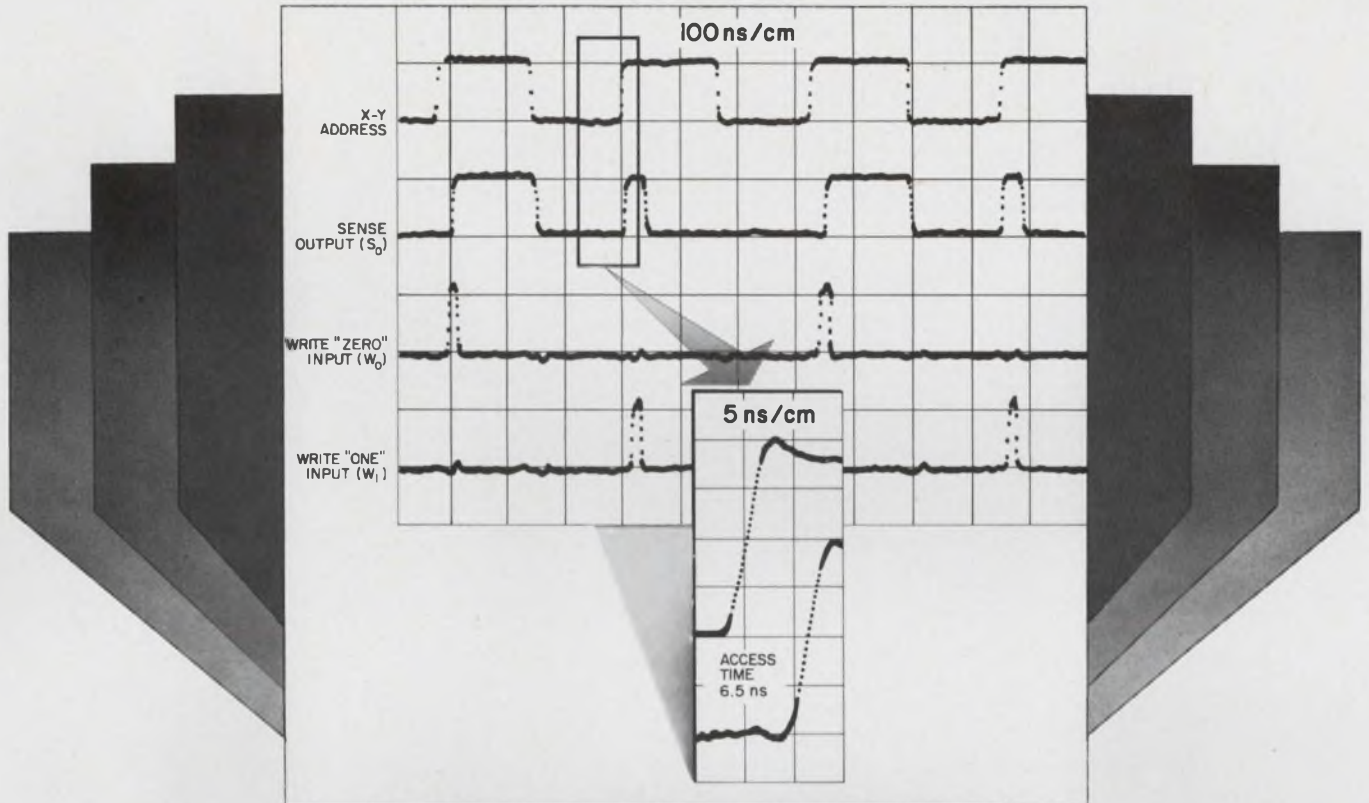 100 ns/cm
X-Y
ADDRESS
SENSE
OUTPUT (S₀)
WRITE "ZERO"
INPUT (W₀)
WRITE "ONE"
INPUT (W₁)
5 ns/cm
ACCESS
TIME
6.5 ns